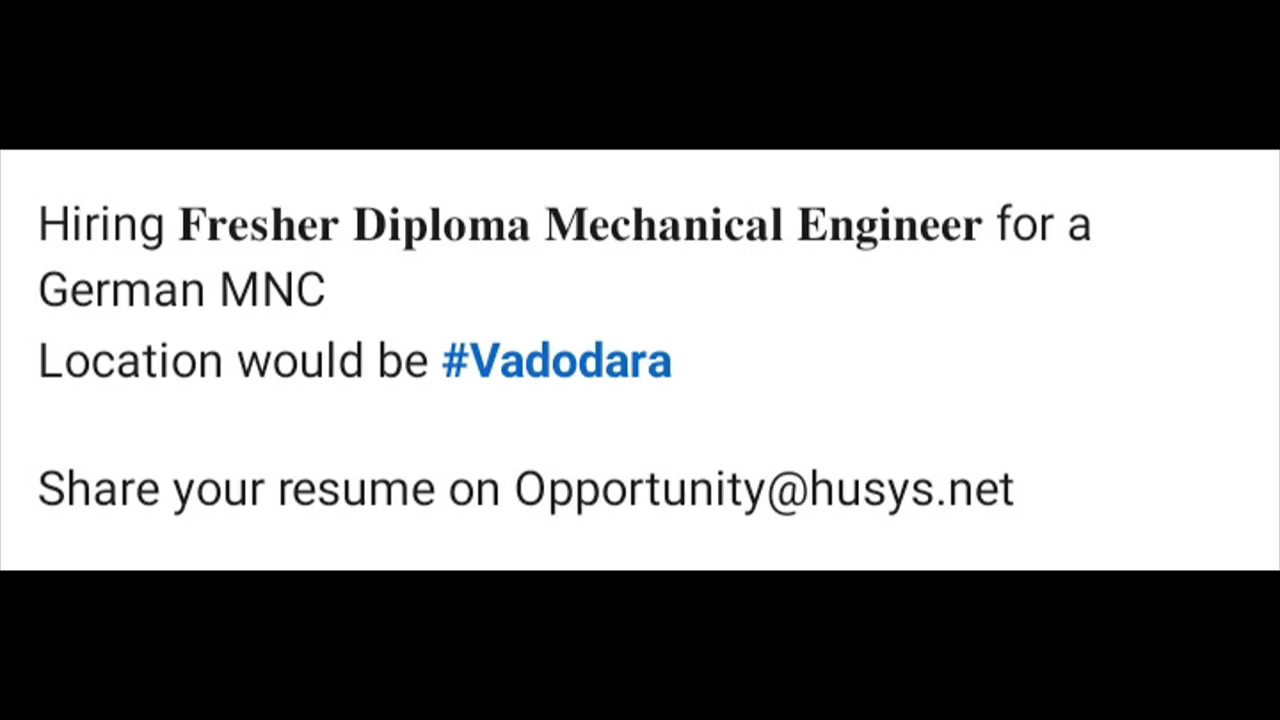 Hiring Fresher Diploma Mechanical Engineer for a
German MNC
Location would be #Vadodara
Share your resume on Opportunity@husys.net